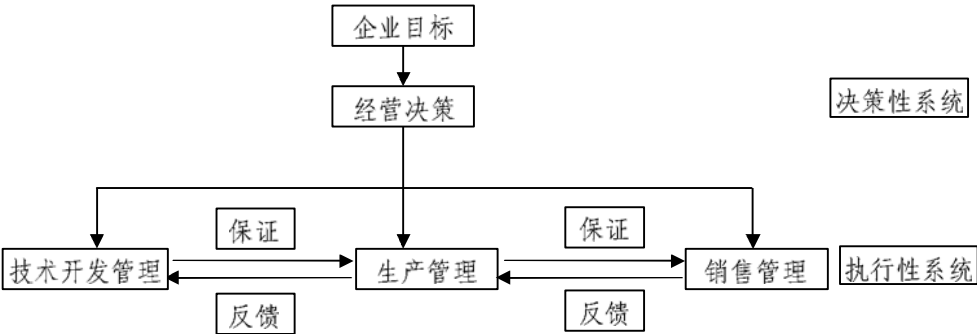 企业目标
经营决策
决策性系统
保证
保证
技术开发管理
生产管理
销售管理
执行性系统
反馈
反馈